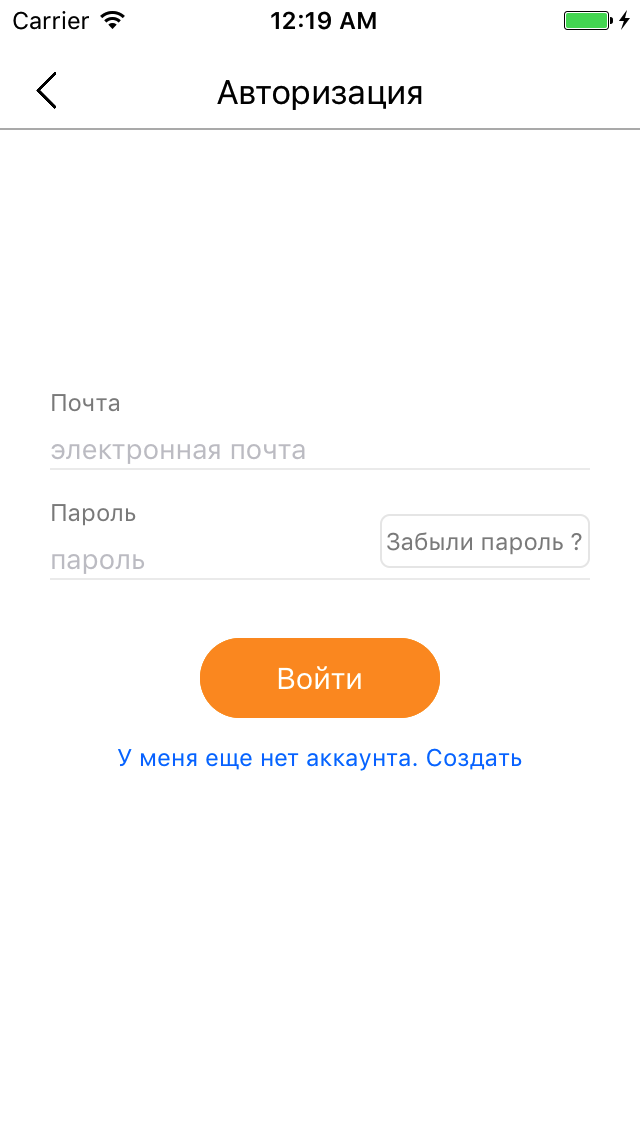 Carrier 12:19 AM
Авторизация
Почта
электронная почта
Пароль
пароль
Забыли пароль ?
Войти
У меня еще нет аккаунта. Создать